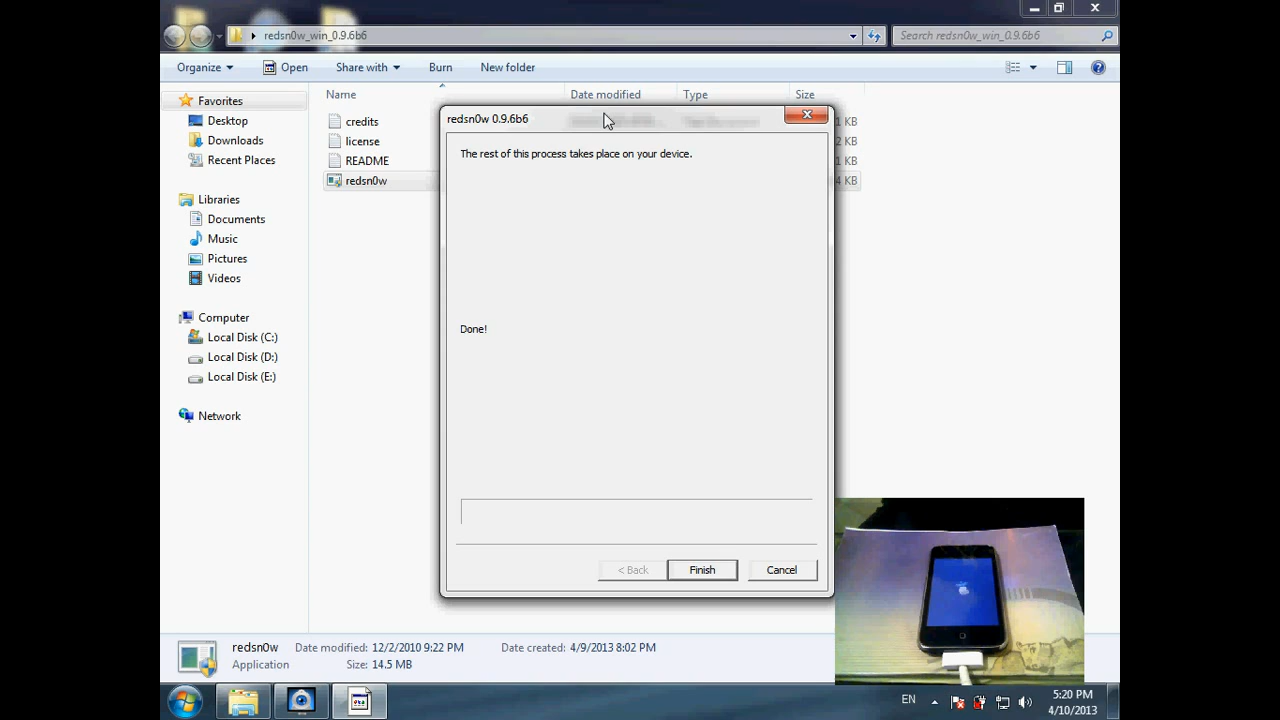 redsn0w_win_0.9.6b6
Search redsn0w_win_0.9.6b6
Organize
Open
Share with
Burn
New folder
Name
Date modified
Type
Size
Favorites
Desktop
Downloads
Recent Places
Libraries
Documents
Music
Pictures
Videos
Computer
Local Disk (C:)
Local Disk (D:)
Local Disk (E:)
Network
credits
license
README
redsn0w
1 KB
2 KB
1 KB
4 KB
redsn0w 0.9.6b6
The rest of this process takes place on your device.
Done!
< Back
Finish
Cancel
redsn0w Date modified: 12/2/2010 9:22 PM Date created: 4/9/2013 8:02 PM
Application Size: 14.5 MB
EN
5:20 PM
4/10/2013